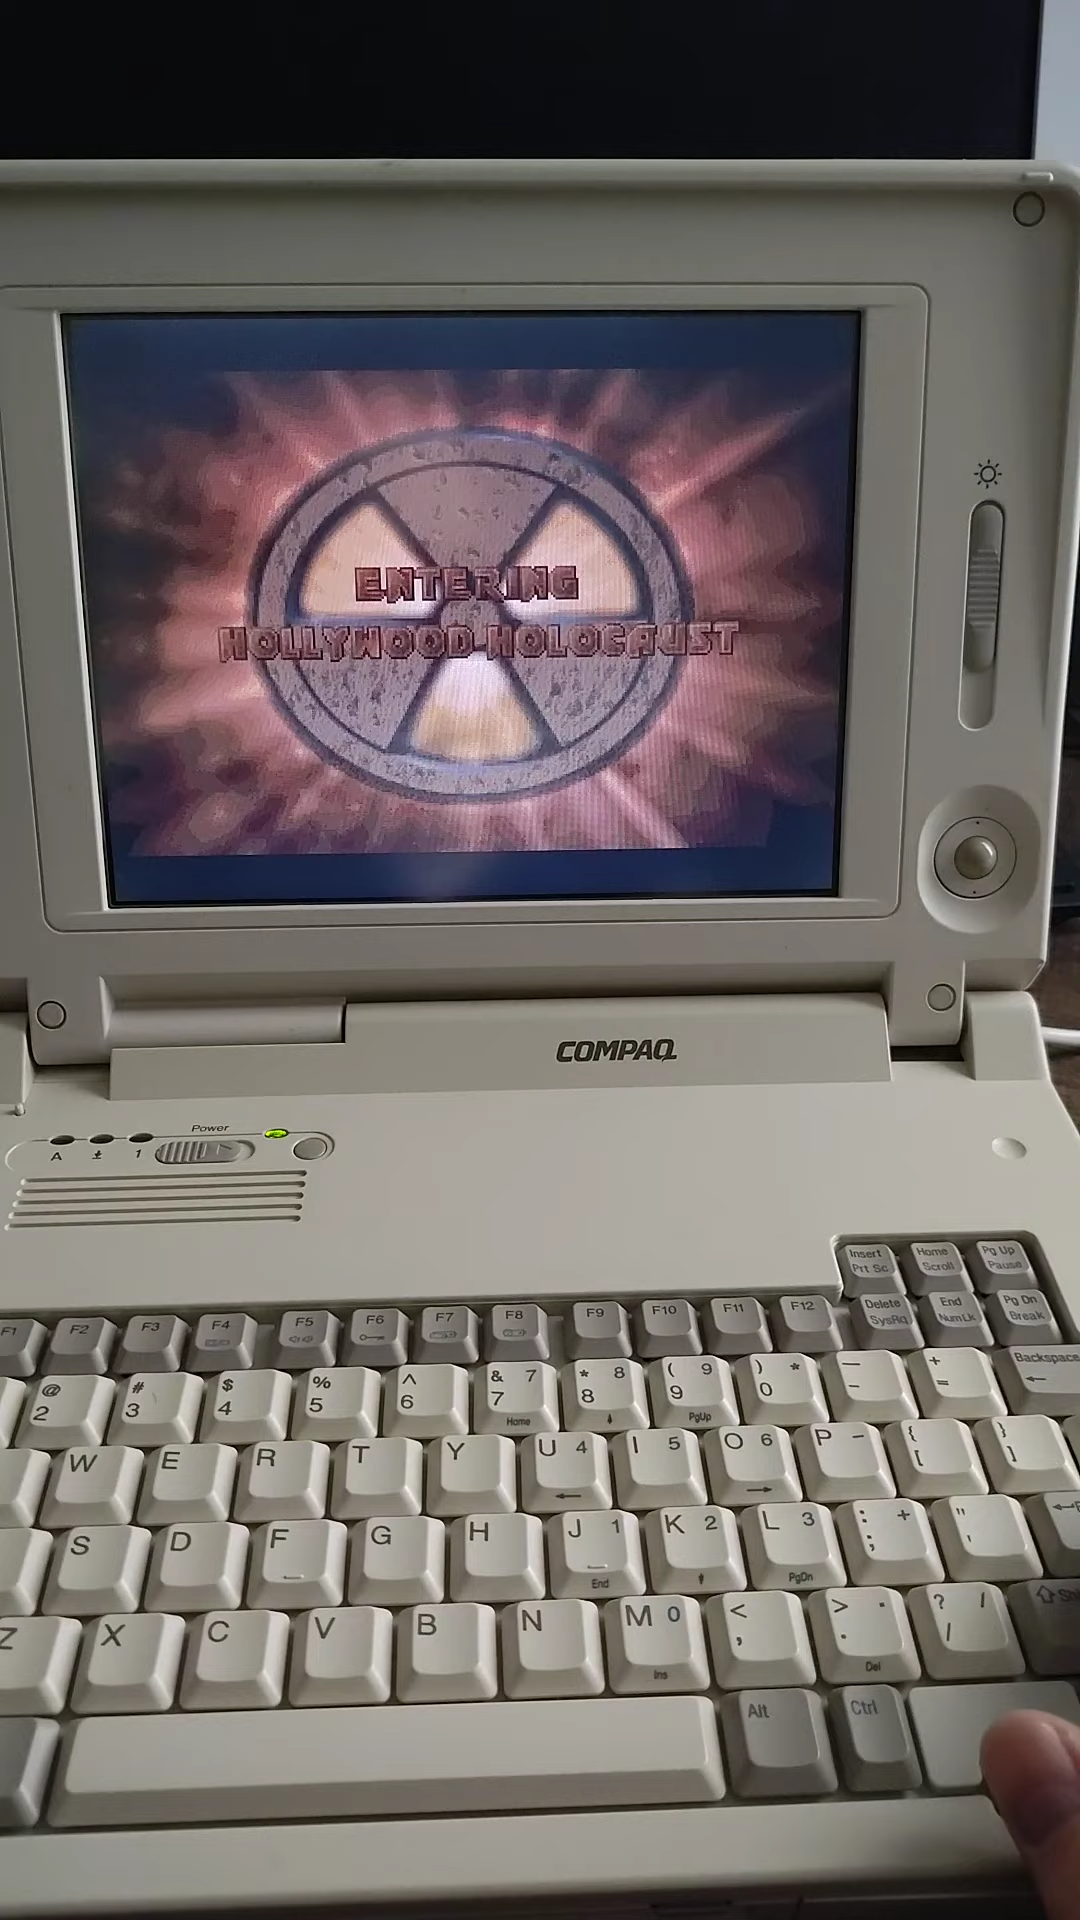 ENTERING
HOLLYWOOD HOLOCAUST
COMPAQ
Power
A 1
Insert Home Pg Up
Prt Sc Scroll Pause
F1 F2 F3 F4 F5 F6 F7 F8 F9 F10 F11 F12
Delete End Pg Dn
SysRq NumLk Break
@ # $ % ^ & 7 * 8 ( 9 ) * — + Backspace
2 3 4 5 6 7 8 9 0 - = ←
Home PgUp
W E R T Y U 4 I 5 O 6 P - { }
[ ]
← →
S D F G H J 1 K 2 L 3 : + "
; '
End PgDn
Z X C V B N M 0 < > . ? /
, . /
Ins Del
Alt Ctrl